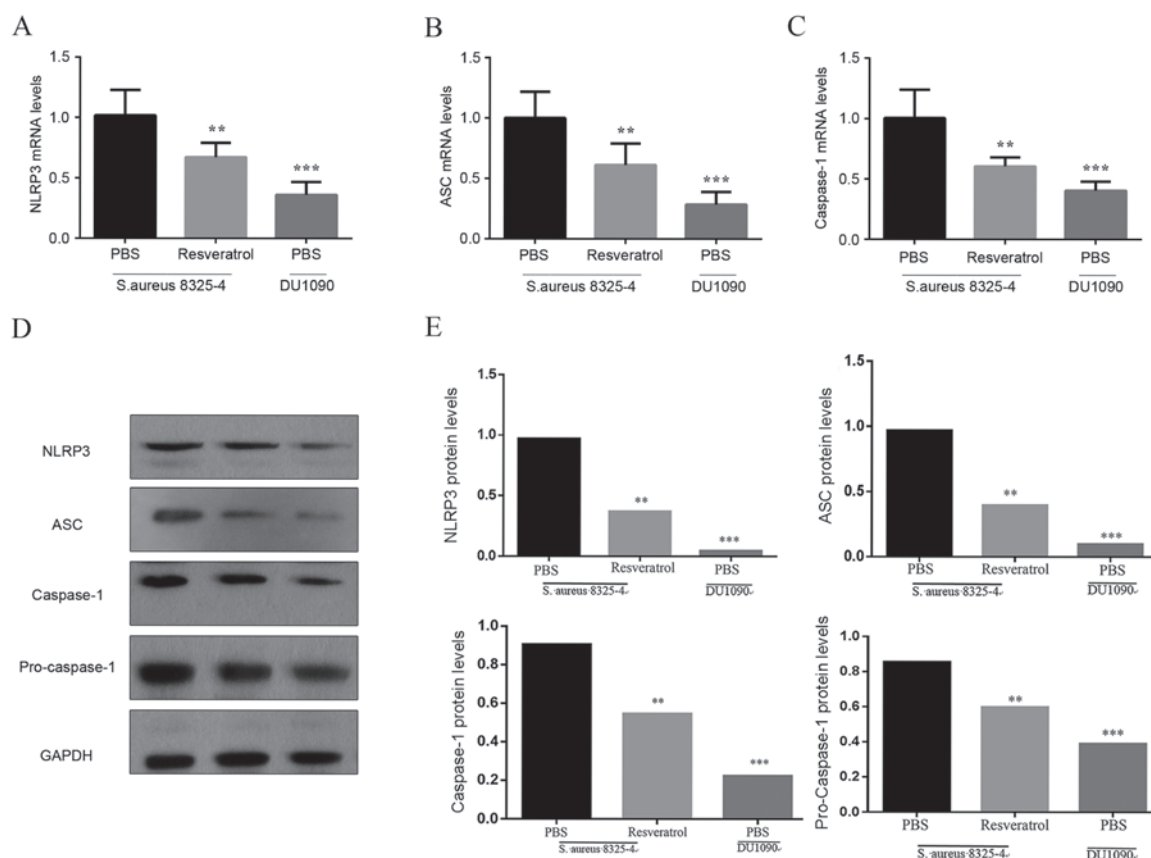 A
NLRP3 mRNA levels
1.5
1.0
0.5
0.0
**
***
PBS
Resveratrol
PBS
S.aureus 8325-4
DU1090
B
ASC mRNA levels
1.5
1.0
0.5
0.0
**
***
PBS
Resveratrol
PBS
S.aureus 8325-4
DU1090
C
Caspase-1 mRNA levels
1.5
1.0
0.5
0.0
**
***
PBS
Resveratrol
PBS
S.aureus 8325-4
DU1090
D
NLRP3
ASC
Caspase-1
Pro-caspase-1
GAPDH
E
NLRP3 protein levels
1.5
1.0
0.5
0.0
**
***
PBS
Resveratrol
PBS
S. aureus 8325-4
DU1090
ASC protein levels
1.5
1.0
0.5
0.0
**
***
PBS
Resveratrol
PBS
S. aureus 8325-4
DU1090
Caspase-1 protein levels
1.0
0.8
0.6
0.4
0.2
0.0
**
***
PBS
Resveratrol
PBS
S. aureus 8325-4
DU1090
Pro-Caspase-1 protein levels
1.0
0.8
0.6
0.4
0.2
0.0
**
***
PBS
Resveratrol
PBS
S. aureus 8325-4
DU1090